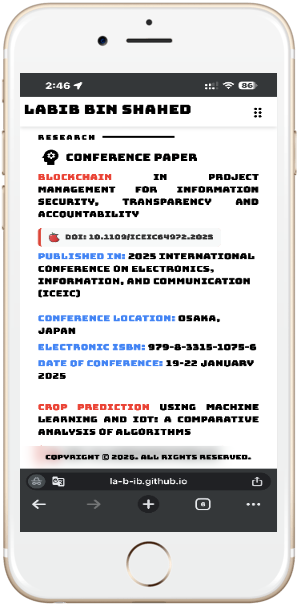 2:46
86
LABIB BIN SHAHED
RESEARCH
CONFERENCE PAPER
BLOCKCHAIN IN PROJECT
MANAGEMENT FOR INFORMATION
SECURITY, TRANSPARENCY AND
ACCOUNTABILITY
DOI: 10.1109/ICEIC64972.2025
PUBLISHED IN: 2025 INTERNATIONAL
CONFERENCE ON ELECTRONICS,
INFORMATION, AND COMMUNICATION
(ICEIC)
CONFERENCE LOCATION: OSAKA,
JAPAN
ELECTRONIC ISBN: 979-8-3315-1075-6
DATE OF CONFERENCE: 19-22 JANUARY
2025
CROP PREDICTION USING MACHINE
LEARNING AND IOT: A COMPARATIVE
ANALYSIS OF ALGORITHMS
COPYRIGHT © 2025. ALL RIGHTS RESERVED.
la-b-ib.github.io
6